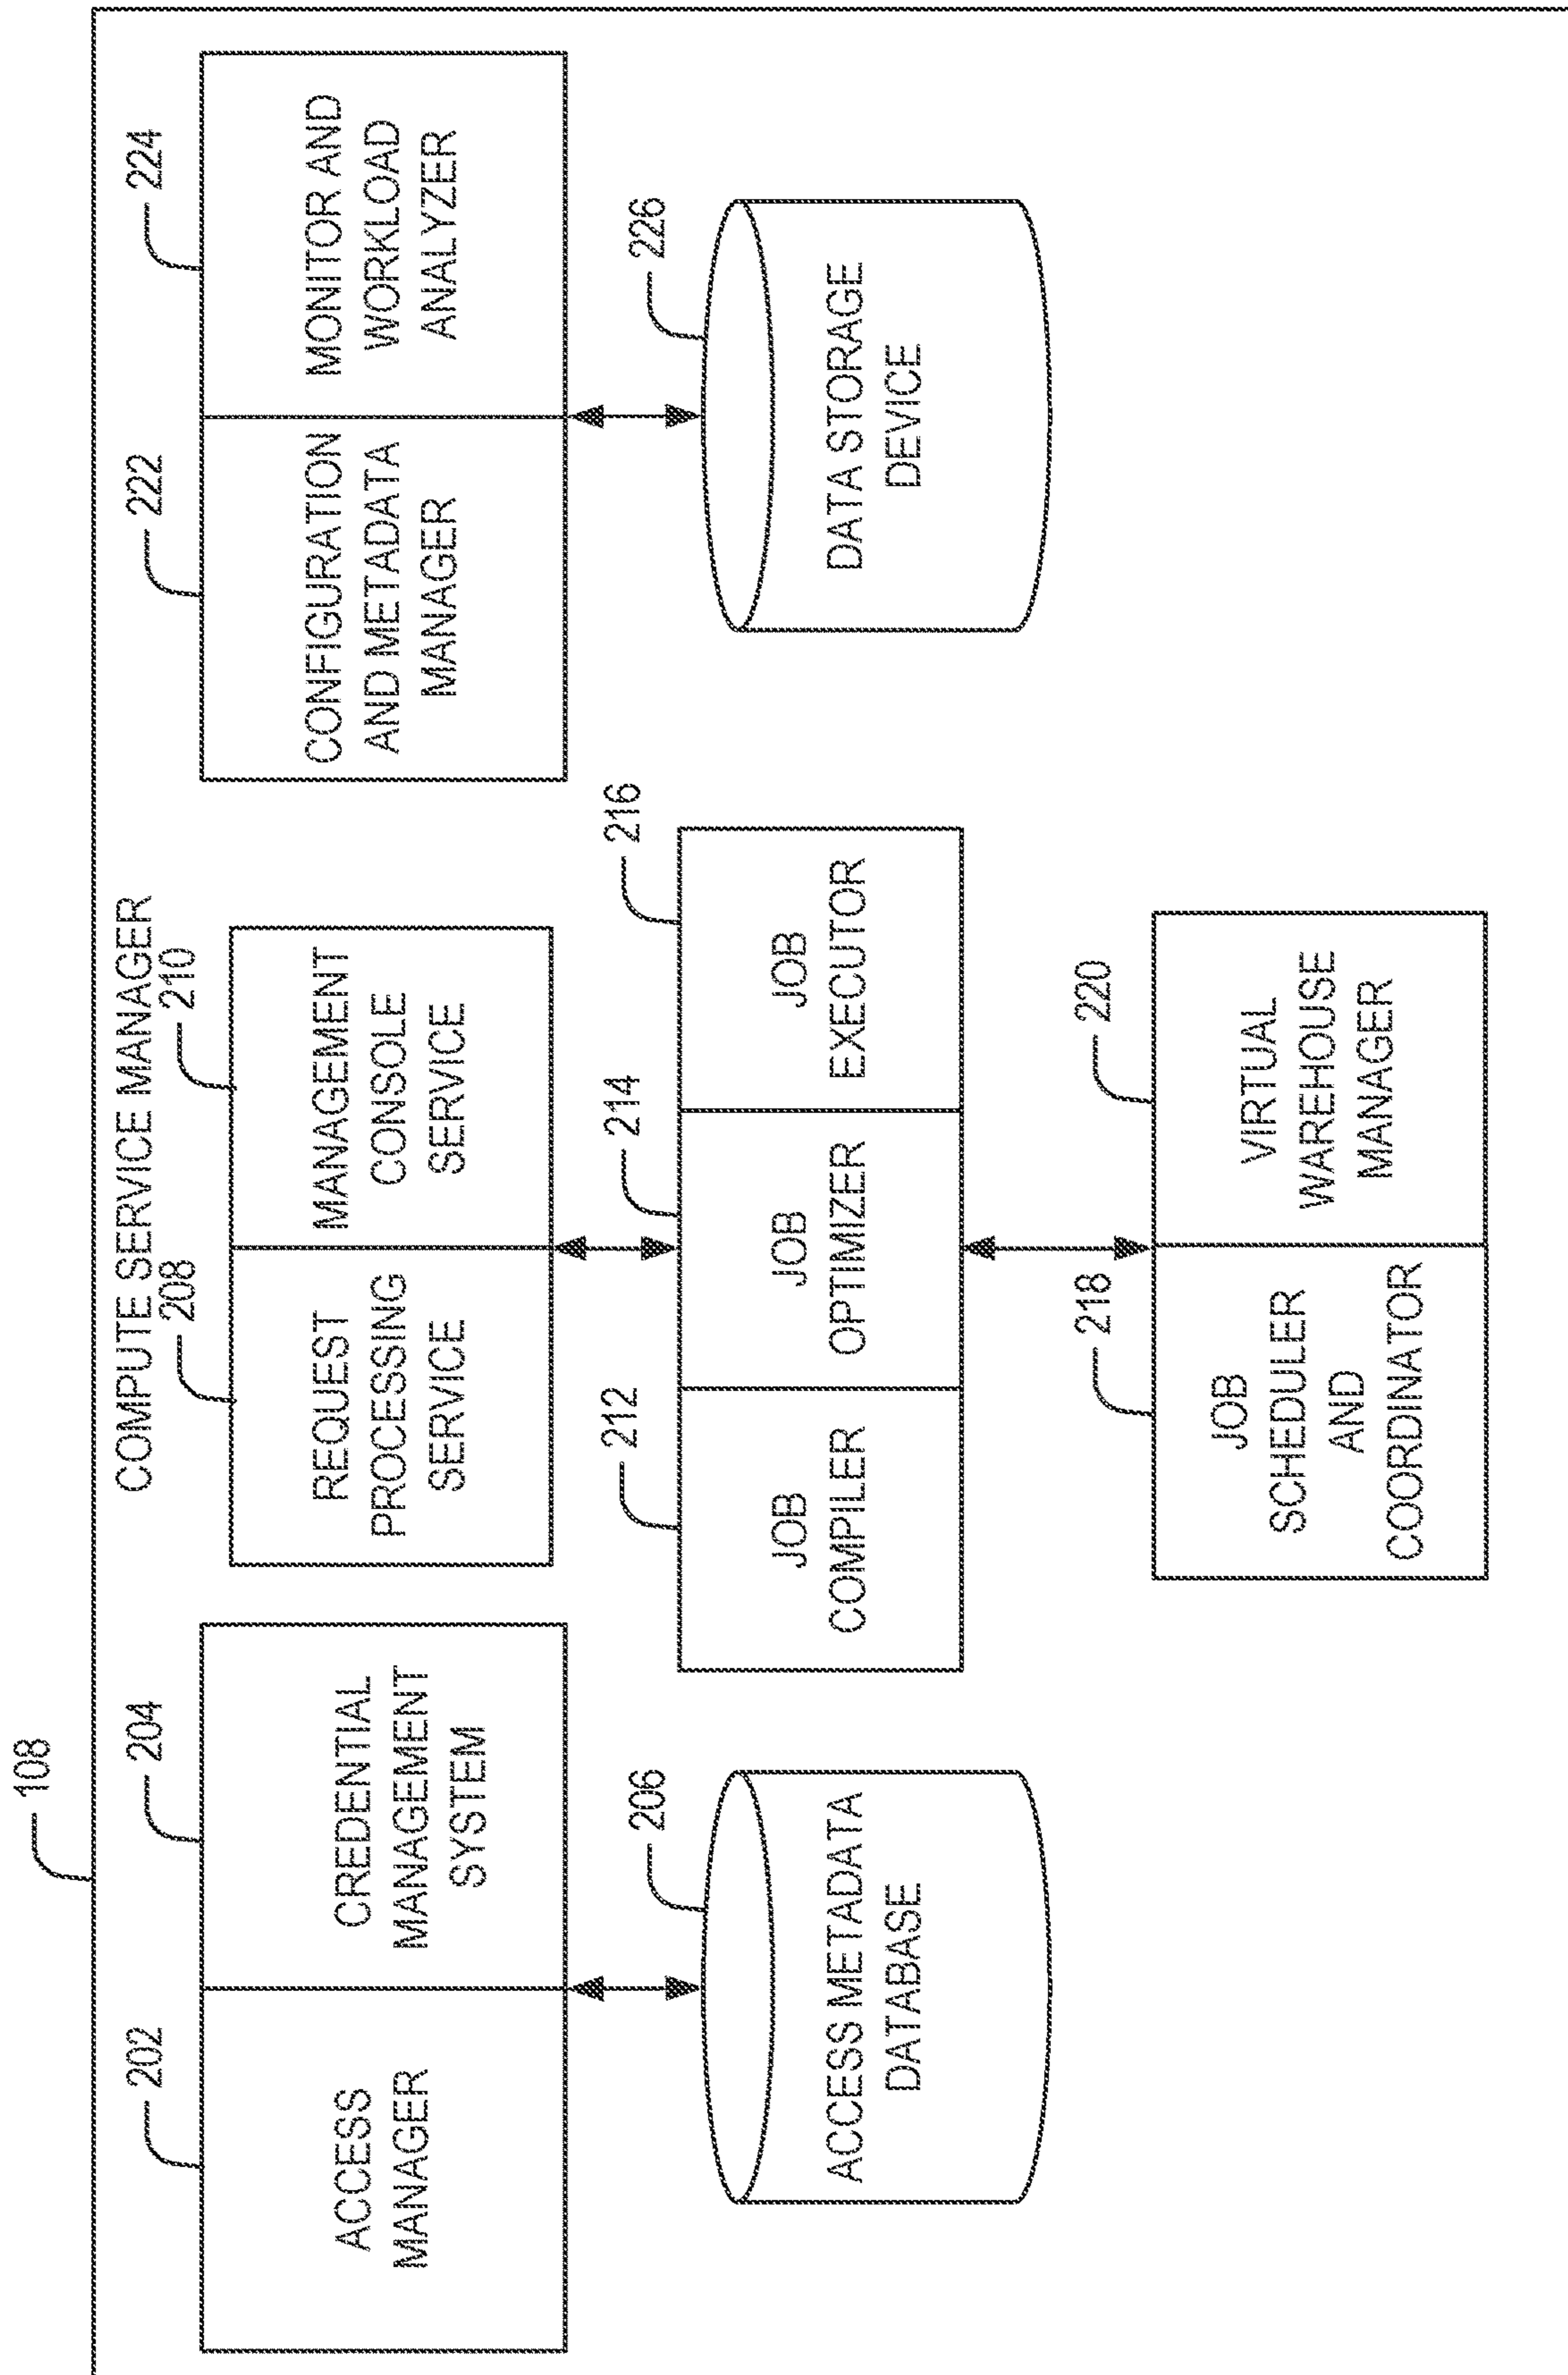 108
COMPUTE SERVICE MANAGER
202
204
ACCESS
MANAGER
CREDENTIAL
MANAGEMENT
SYSTEM
206
ACCESS METADATA
DATABASE
208
210
REQUEST
PROCESSING
SERVICE
MANAGEMENT
CONSOLE
SERVICE
212
214
216
JOB
COMPILER
JOB
OPTIMIZER
JOB
EXECUTOR
218
220
JOB
SCHEDULER
AND
COORDINATOR
VIRTUAL
WAREHOUSE
MANAGER
222
224
CONFIGURATION
AND METADATA
MANAGER
MONITOR AND
WORKLOAD
ANALYZER
226
DATA STORAGE
DEVICE